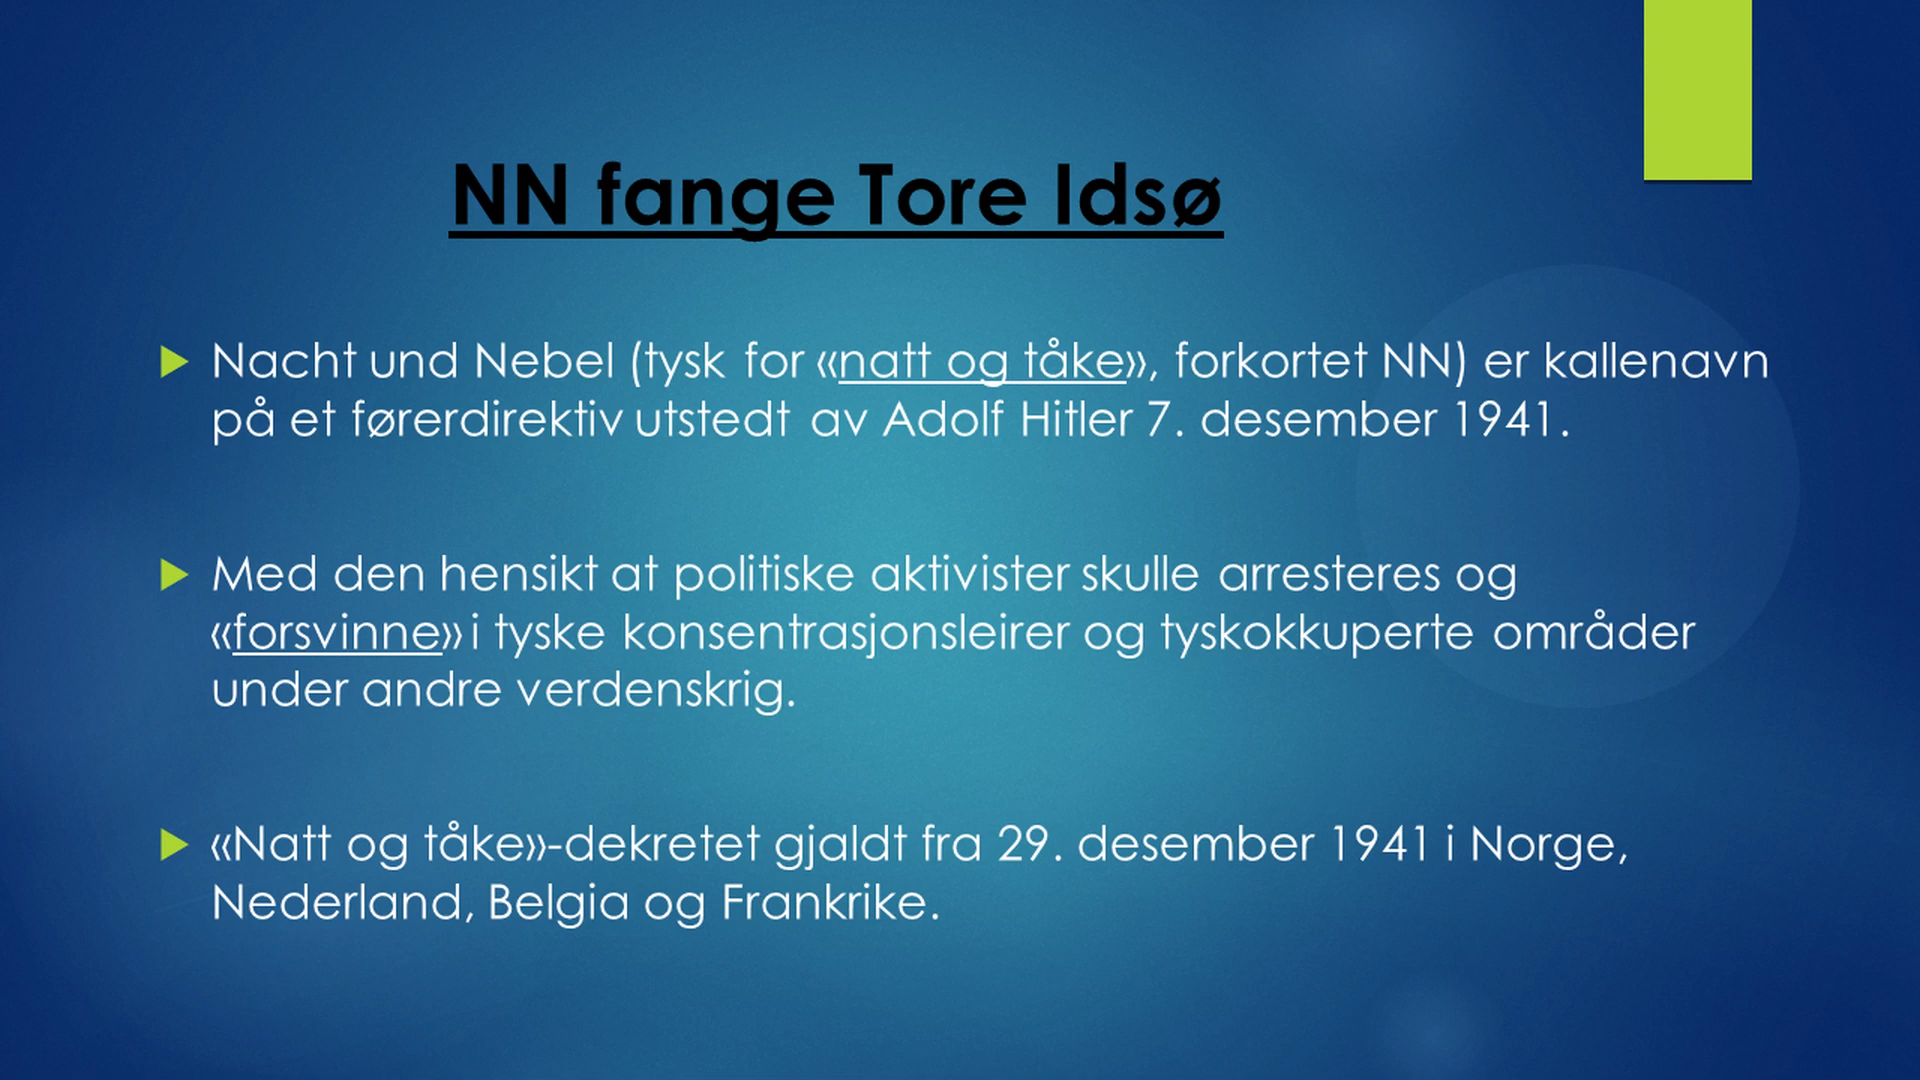 NN fange Tore Idsø
Nacht und Nebel (tysk for «natt og tåke», forkortet NN) er kallenavn
på et førerdirektiv utstedt av Adolf Hitler 7. desember 1941.
Med den hensikt at politiske aktivister skulle arresteres og
«forsvinne» i tyske konsentrasjonsleirer og tyskokkuperte områder
under andre verdenskrig.
«Natt og tåke»-dekretet gjaldt fra 29. desember 1941 i Norge,
Nederland, Belgia og Frankrike.